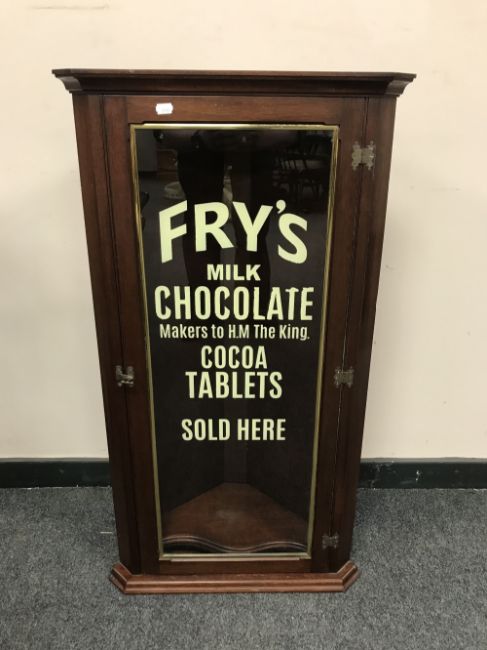 FRY'S
MILK
CHOCOLATE
Makers to H.M The King.
COCOA
TABLETS
SOLD HERE